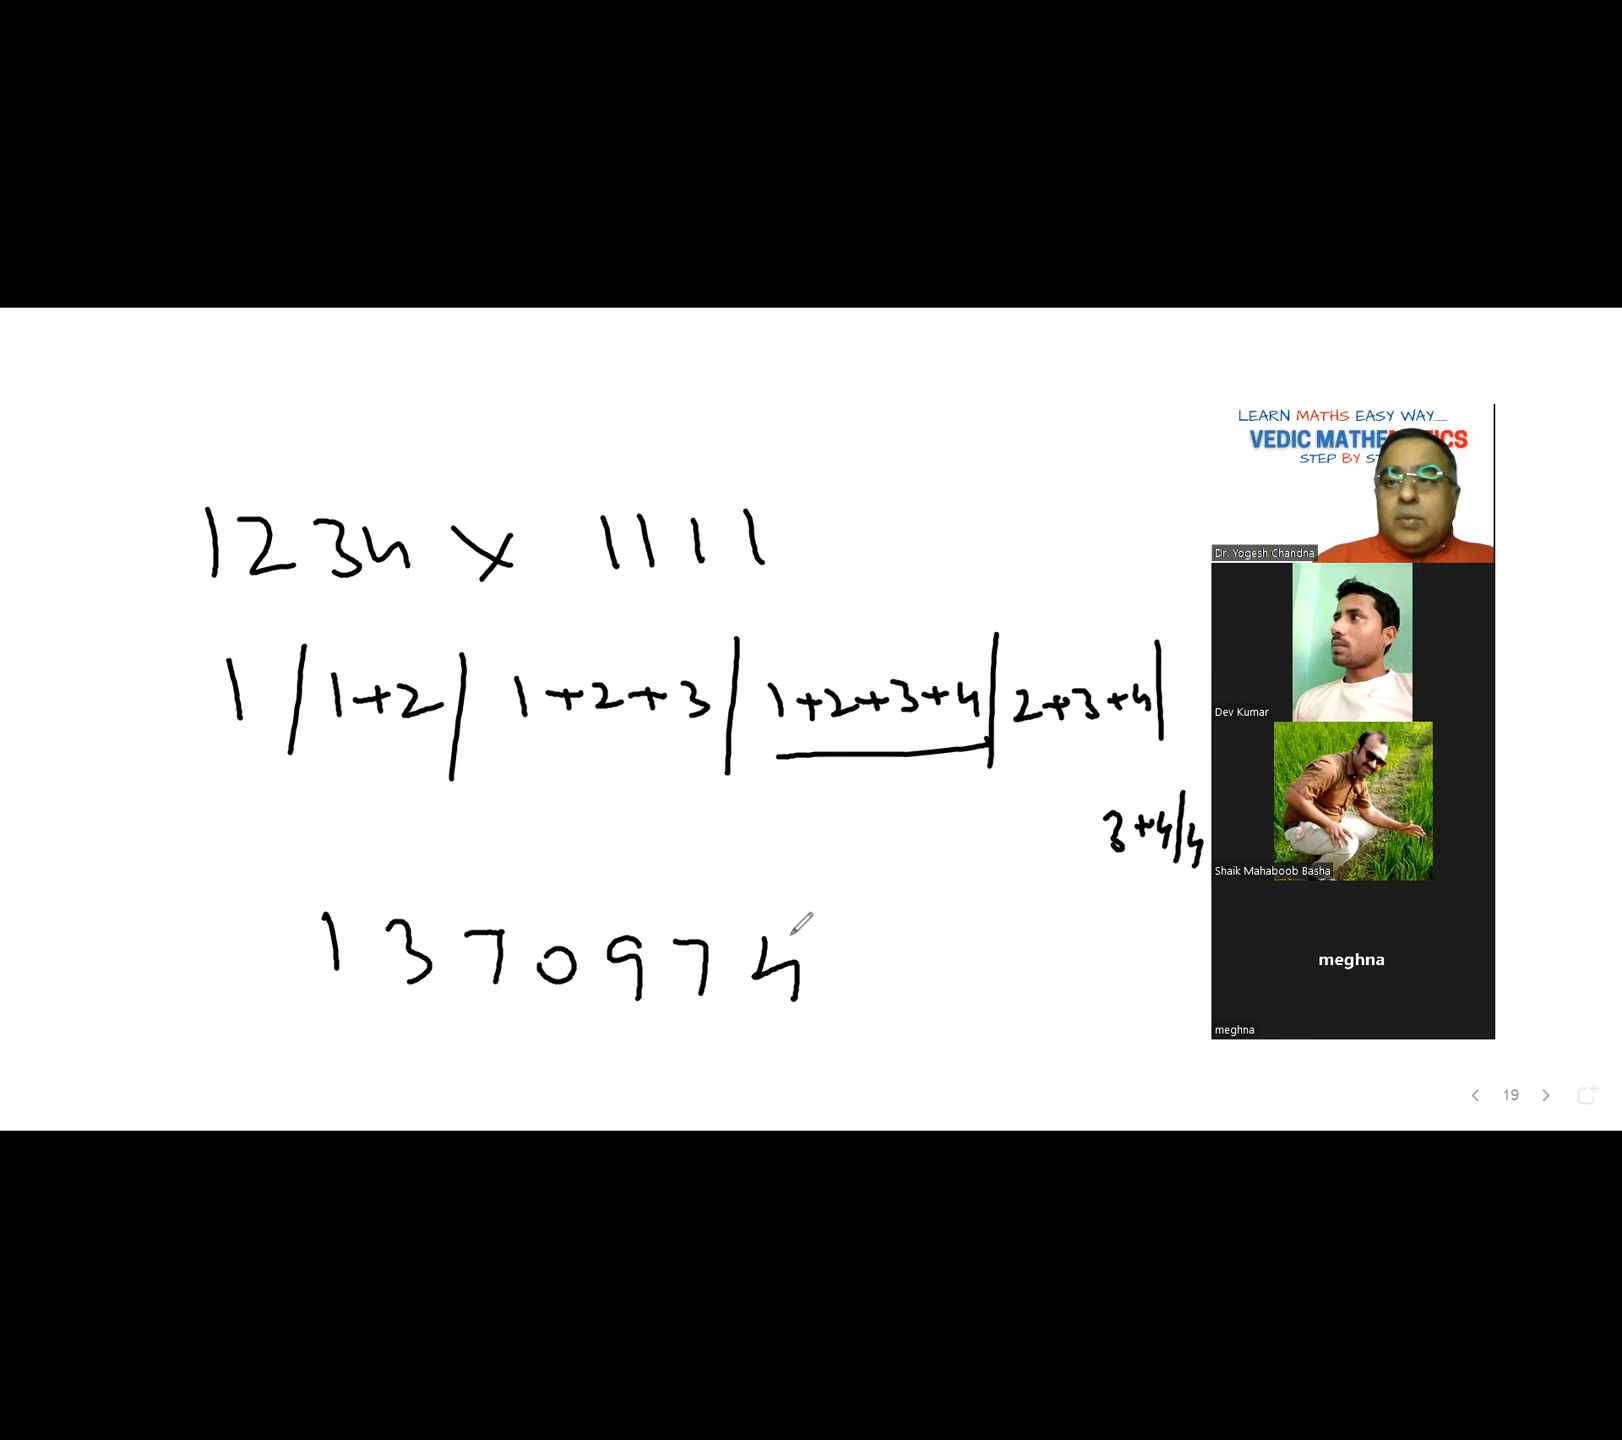 LEARN MATHS EASY WAY......
VEDIC MATHE    ICS
STEP BY ST
1234 x 1111
Dr. Yogesh Chandna
1 / 1+2 / 1+2+3 / 1+2+3+4 | 2+3+4 |
Dev Kumar
3+4/4
Shaik Mahaboob Basha
1370974
meghna
meghna
19